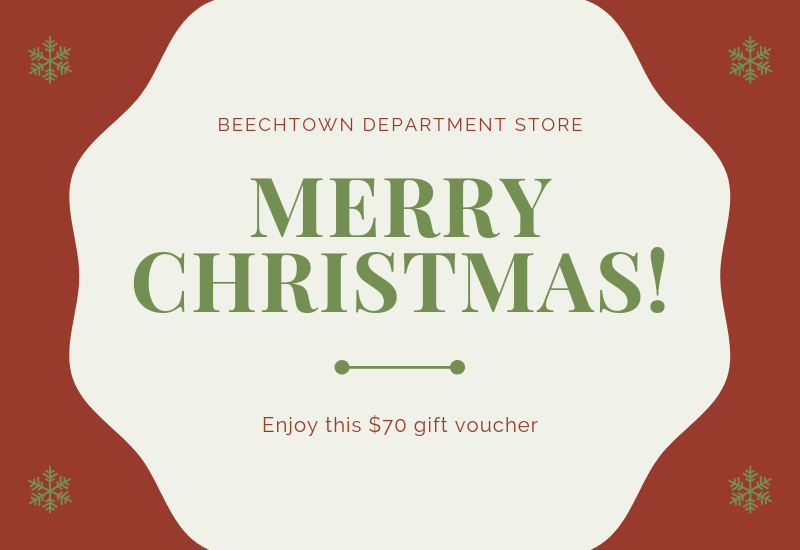 BEECHTOWN DEPARTMENT STORE
MERRY
CHRISTMAS!
Enjoy this $70 gift voucher